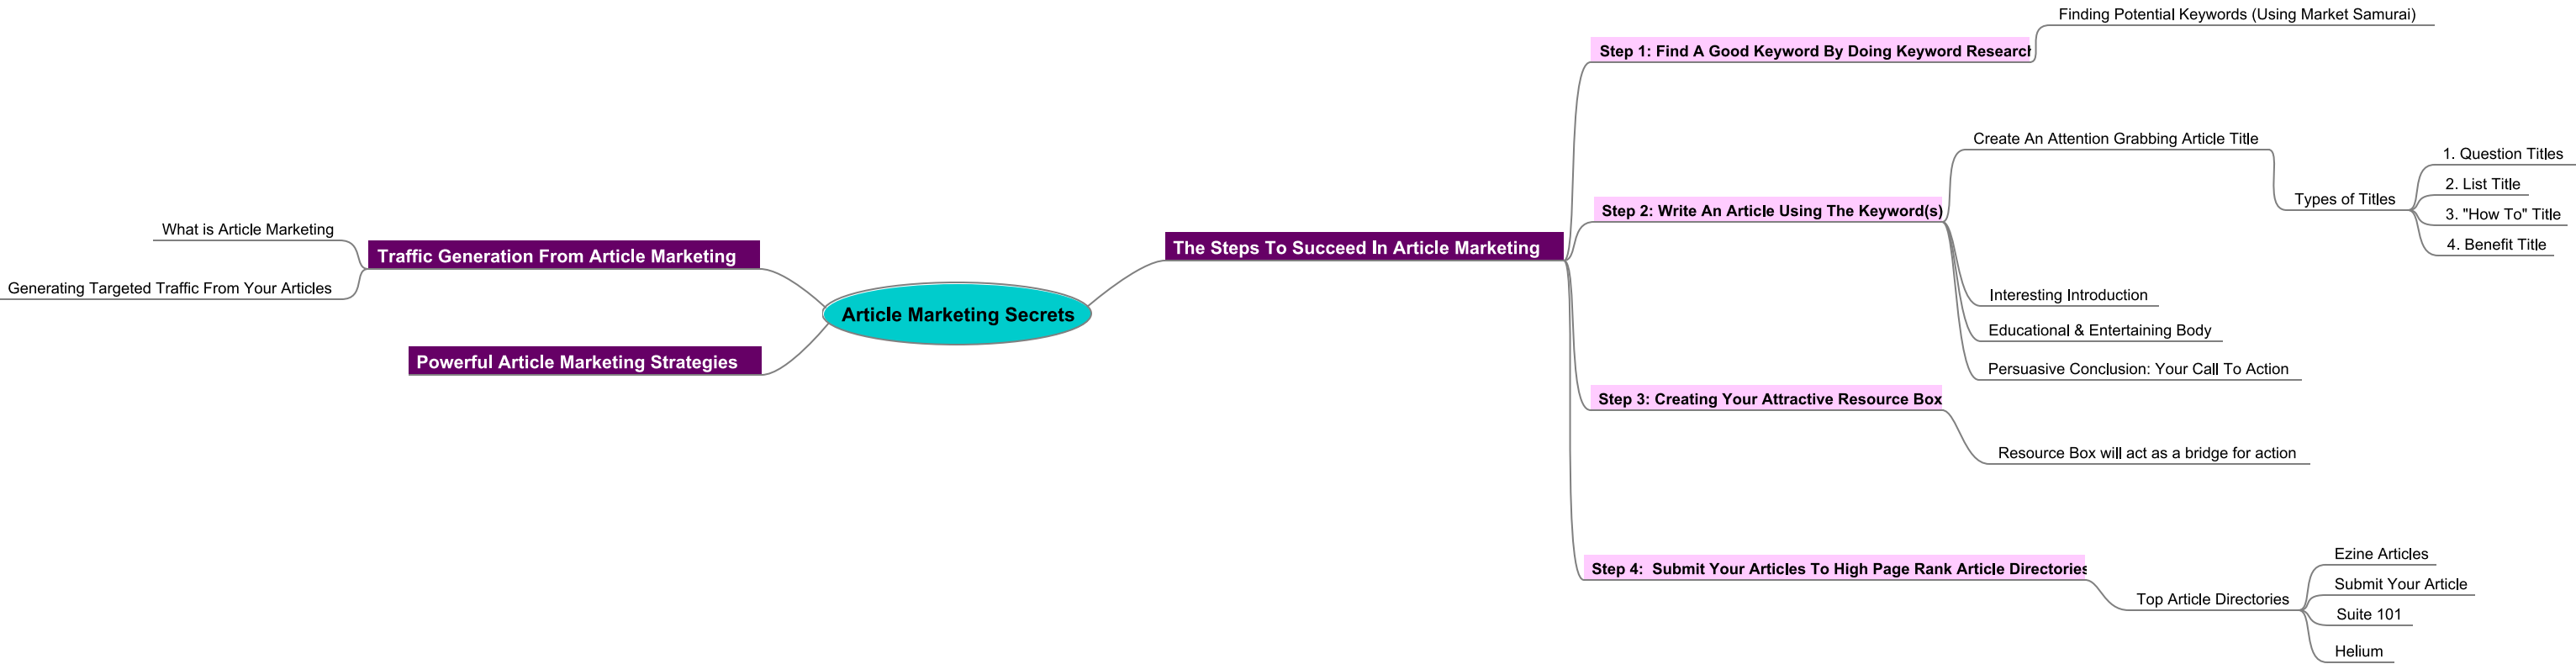 Article Marketing Secrets
Traffic Generation From Article Marketing
What is Article Marketing
Generating Targeted Traffic From Your Articles
Powerful Article Marketing Strategies
The Steps To Succeed In Article Marketing
Step 1: Find A Good Keyword By Doing Keyword Research
Finding Potential Keywords (Using Market Samurai)
Step 2: Write An Article Using The Keyword(s)
Create An Attention Grabbing Article Title
Types of Titles
1. Question Titles
2. List Title
3. "How To" Title
4. Benefit Title
Interesting Introduction
Educational & Entertaining Body
Persuasive Conclusion: Your Call To Action
Step 3: Creating Your Attractive Resource Box
Resource Box will act as a bridge for action
Step 4:  Submit Your Articles To High Page Rank Article Directories
Top Article Directories
Ezine Articles
Submit Your Article
Suite 101
Helium